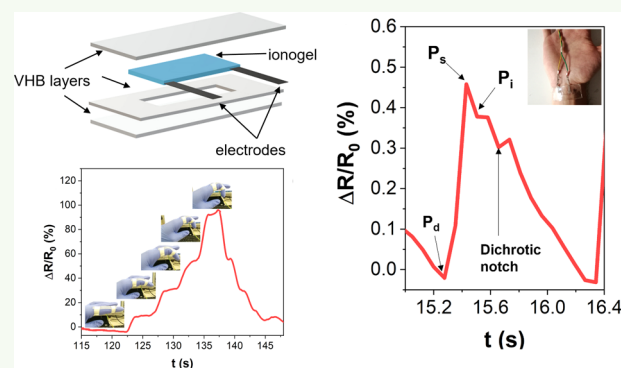 ionogel
VHB layers
electrodes
ΔR/R₀ (%)
120
100
80
60
40
20
0
115 120 125 130 135 140 145
t (s)
ΔR/R₀ (%)
0.6
0.5
0.4
0.3
0.2
0.1
0.0
Pₛ
Pᵢ
P_d
Dichrotic
notch
15.2 15.6 16.0 16.4
t (s)